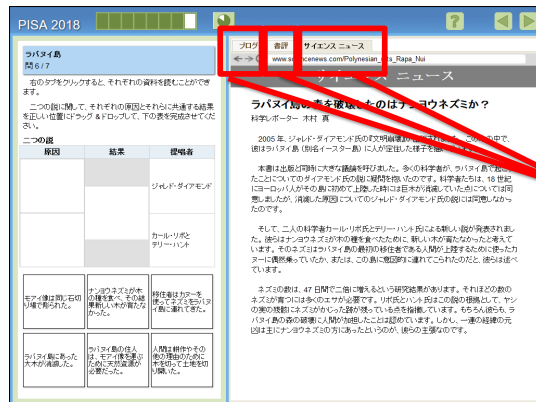 PISA 2018
ラパヌイ島
問 6 / 7
右のタブをクリックすると、それぞれの資料を読むことができ
ます。
二つの説に関して、それぞれの原因とそれらに共通する結果
を正しい位置にドラッグ＆ドロップして、下の表を完成させてくだ
さい。
二つの説
原因 結果 提唱者
ジャレド・ダイアモンド
カール・リポと
テリー・ハント
モアイ像は同じ石切
り場で彫られた。
ナンヨウネズミが木
の種を食べ、その結
果新しい木が育たな
かった。
移住者はカヌーを
使ってネズミをラパヌ
イ島に連れてきた。
ラパヌイ島にあった
大木が消滅した。
ラパヌイ島の住人
は、モアイ像を運ぶ
ために天然資源が
必要だった。
人間は耕作やその
他の理由のために
木を切って土地を切
り開いた。
ブログ 書評 サイエンス ニュース
www.sciencenews.com/Polynesian_rats_Rapa_Nui
サイエンス ニュース
ラパヌイ島の森を破壊したのはナンヨウネズミか？
科学レポーター 木村 真
2005 年、ジャレド・ダイアモンド氏の『文明崩壊』が
この中で、
彼はラパヌイ島（別名イースター島）に人が定住した様子を
本書は出版と同時に大きな議論を呼びました。多くの科学者が、ラパヌイ島で起こっ
たことについてのダイアモンド氏の説に疑問を抱いたのです。科学者たちは、18 世紀
にヨーロッパ人がその島に初めて上陸した時には巨木が消滅していた点については同
意しましたが、消滅した原因についてのジャレド・ダイアモンド氏の説には同意しなかっ
たのです。
そして、二人の科学者カール・リポ氏とテリー・ハント氏による新しい説が発表されまし
た。彼らはナンヨウネズミが木の種を食べたために、新しい木が育たなかったと考えて
います。そのネズミはラパヌイ島の最初の移住者である人間が上陸するために使ったカ
ヌーに偶然乗っていたか、または、この島に意図的に連れてこられたのだと、彼らは述べ
ています。
ネズミの数は、47 日間で二倍に増えるという研究結果があります。それほどの数の
ネズミが育つには多くのエサが必要です。リポ氏とハント氏はこの説の根拠として、ヤシ
の実の残骸にネズミがかじった跡が残っている点を指摘しています。もちろん彼らも、ラ
パヌイ島の森の破壊に人間が加担したことは認めています。しかし、一連の経緯の元
凶は主にナンヨウネズミの方にあったというのが、彼らの主張なのです。